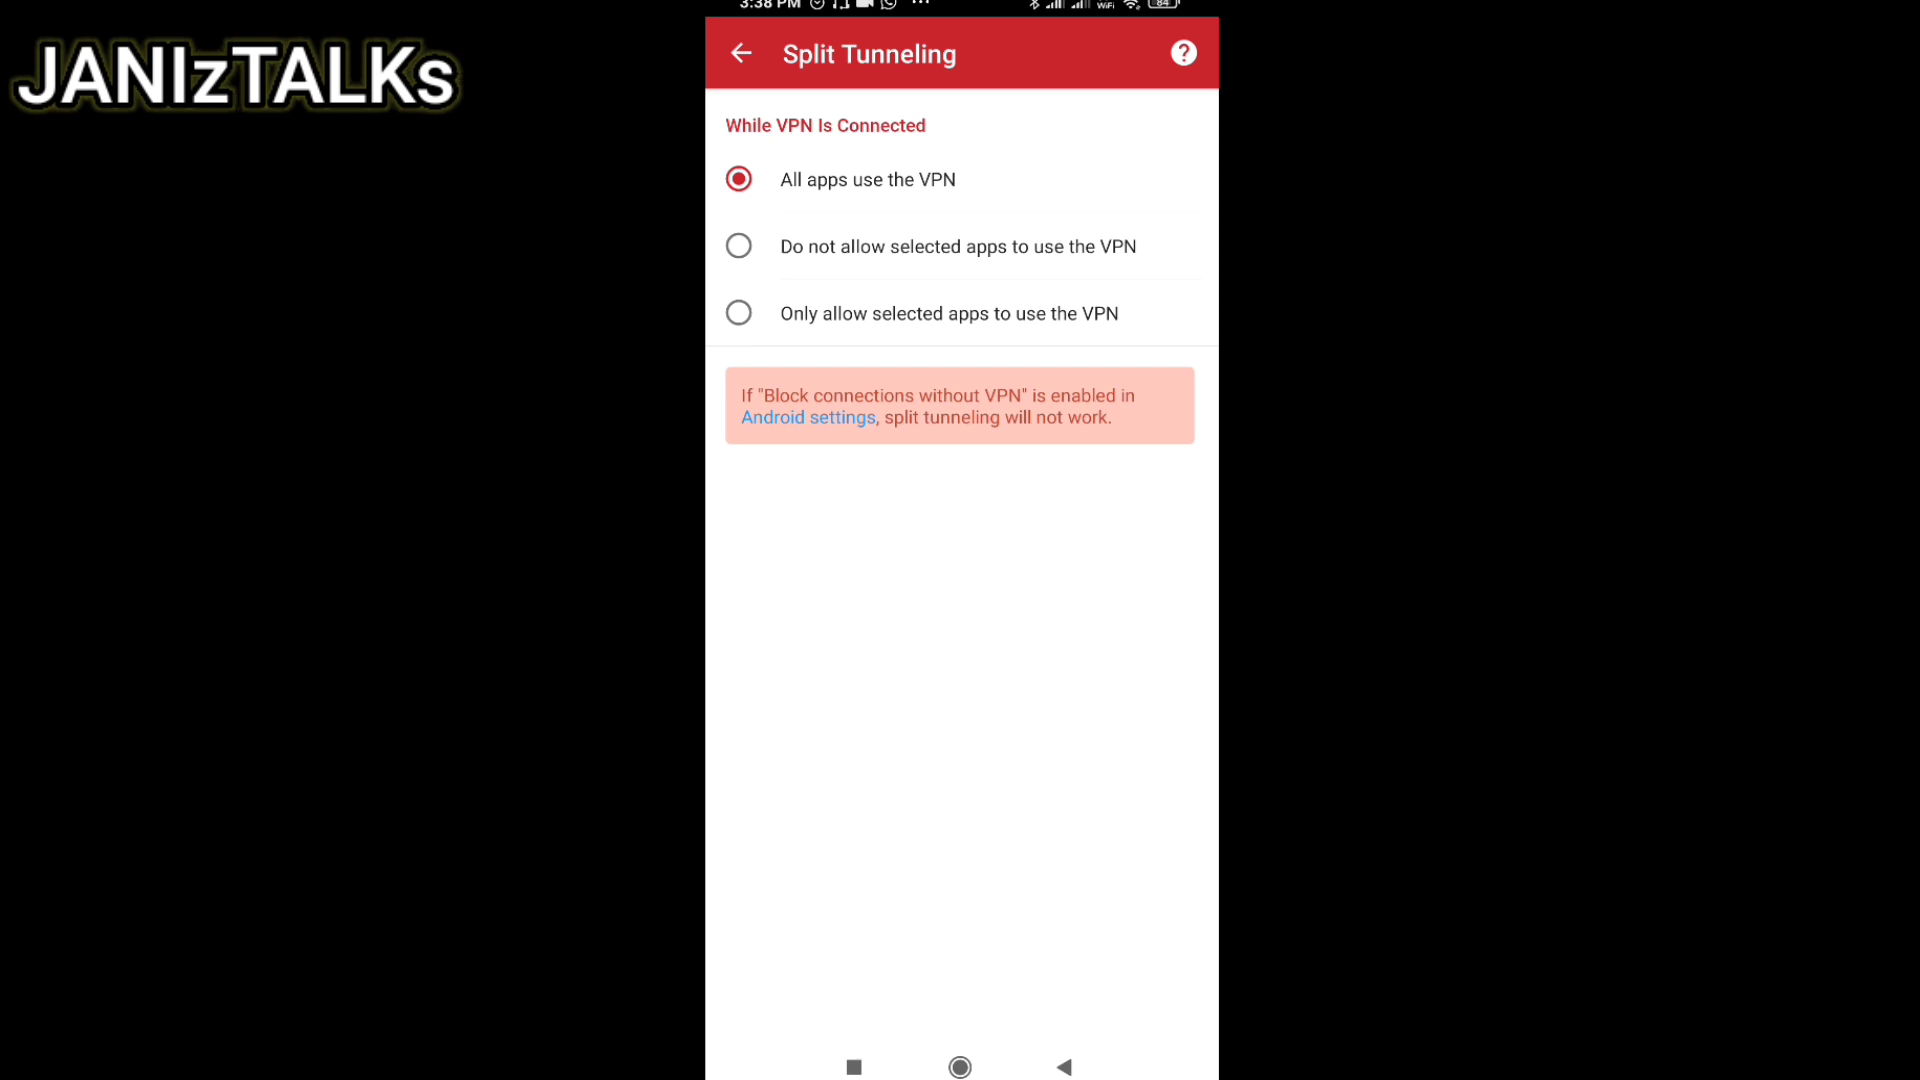 3:38 PM
WiFi
84
JANIzTALKs
Split Tunneling
While VPN Is Connected
All apps use the VPN
Do not allow selected apps to use the VPN
Only allow selected apps to use the VPN
If "Block connections without VPN" is enabled in
Android settings, split tunneling will not work.